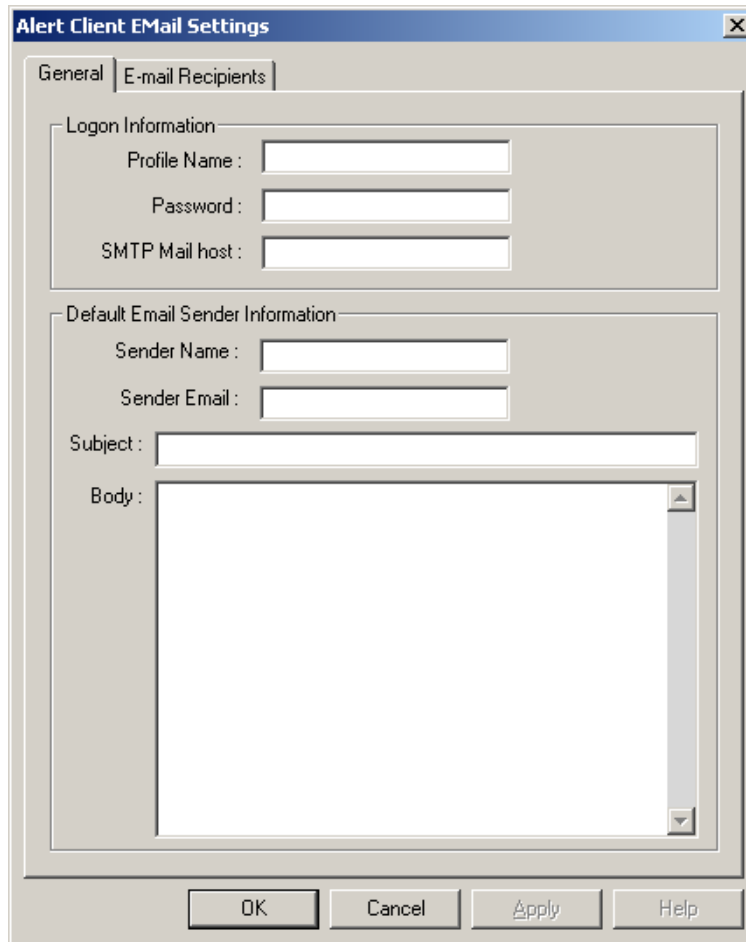 Alert Client EMail Settings
General
E-mail Recipients
Logon Information
Profile Name :
Password :
SMTP Mail host :
Default Email Sender Information
Sender Name :
Sender Email :
Subject :
Body :
OK
Cancel
Apply
Help